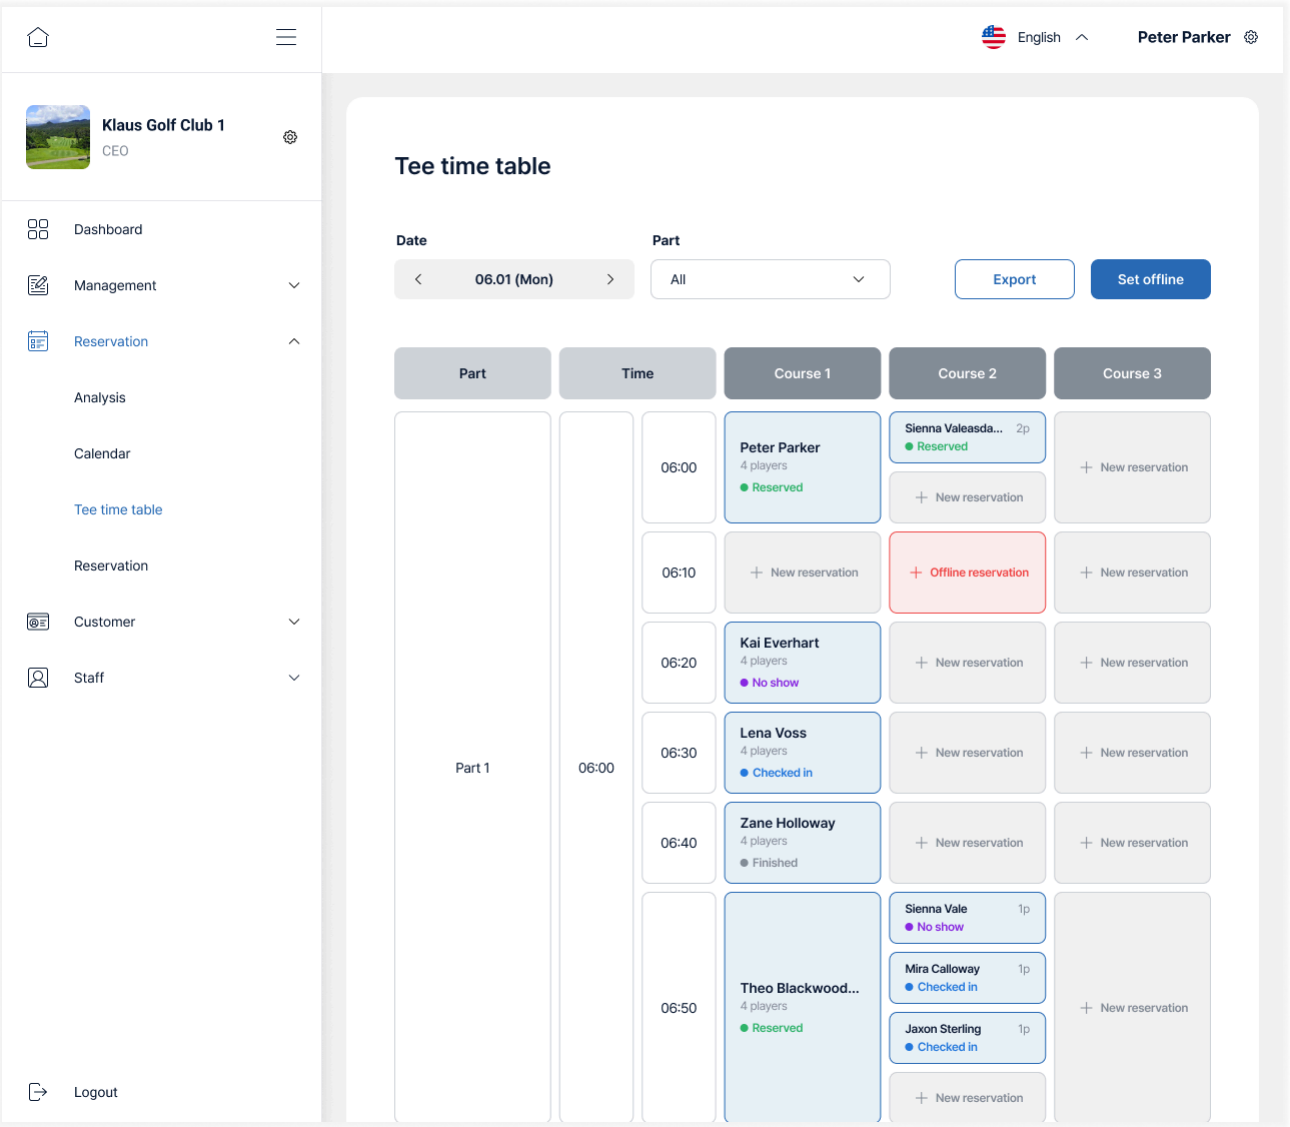 English
Peter Parker
Klaus Golf Club 1
CEO
Dashboard
Management
Reservation
Analysis
Calendar
Tee time table
Reservation
Customer
Staff
Logout
Tee time table
Date
Part
06.01 (Mon)
All
Export
Set offline
Part
Time
Course 1
Course 2
Course 3
Part 1
06:00
06:00
Peter Parker
4 players
Reserved
Sienna Valeasda... 2p
Reserved
New reservation
New reservation
06:10
New reservation
Offline reservation
New reservation
06:20
Kai Everhart
4 players
No show
New reservation
New reservation
06:30
Lena Voss
4 players
Checked in
New reservation
New reservation
06:40
Zane Holloway
4 players
Finished
New reservation
New reservation
06:50
Theo Blackwood...
4 players
Reserved
Sienna Vale 1p
No show
Mira Calloway 1p
Checked in
Jaxon Sterling 1p
Checked in
New reservation
New reservation